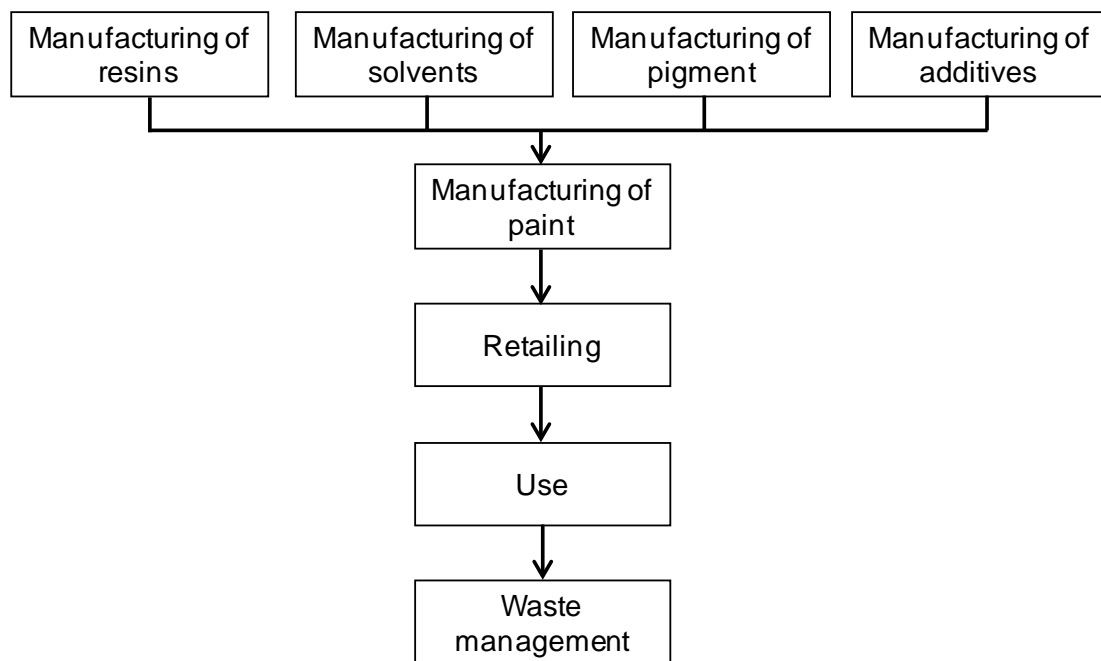 Manufacturing of
resins
Manufacturing of
solvents
Manufacturing of
pigment
Manufacturing of
additives
Manufacturing of
paint
Retailing
Use
Waste
management